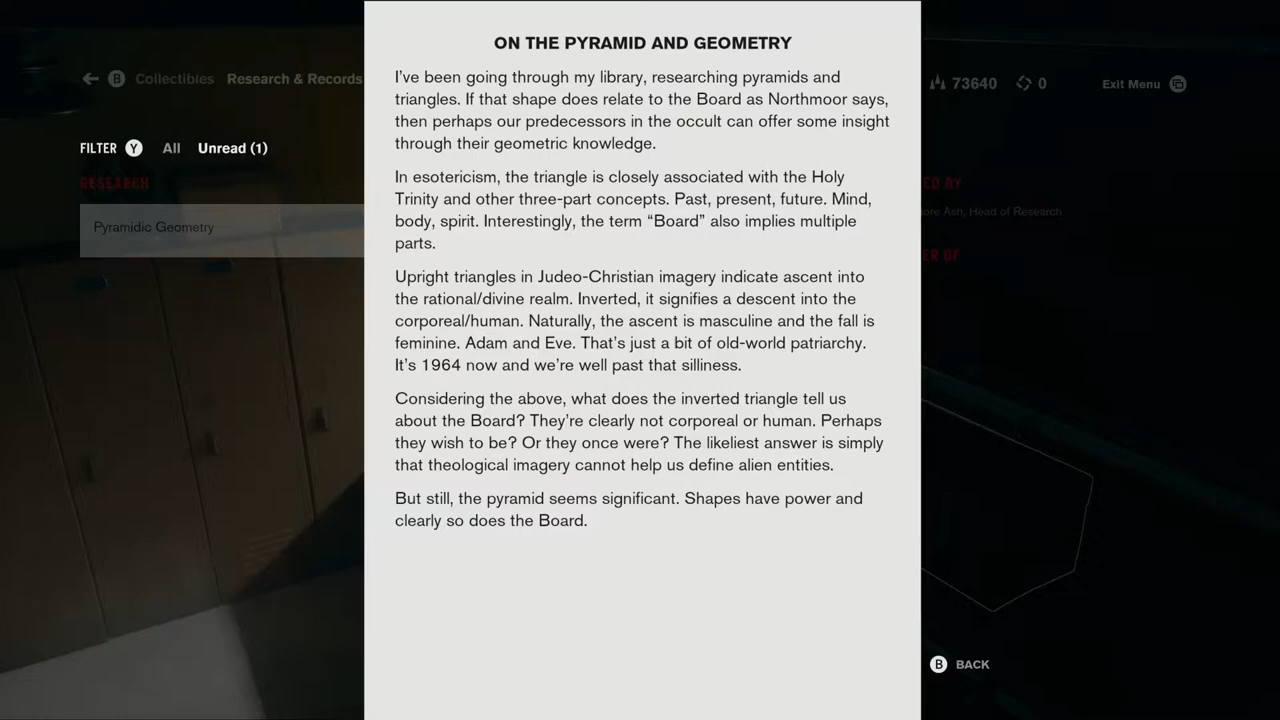 ON THE PYRAMID AND GEOMETRY
I've been going through my library, researching pyramids and
triangles. If that shape does relate to the Board as Northmoor says,
then perhaps our predecessors in the occult can offer some insight
through their geometric knowledge.
In esotericism, the triangle is closely associated with the Holy
Trinity and other three-part concepts. Past, present, future. Mind,
body, spirit. Interestingly, the term “Board” also implies multiple
parts.
Upright triangles in Judeo-Christian imagery indicate ascent into
the rational/divine realm. Inverted, it signifies a descent into the
corporeal/human. Naturally, the ascent is masculine and the fall is
feminine. Adam and Eve. That's just a bit of old-world patriarchy.
It's 1964 now and we're well past that silliness.
Considering the above, what does the inverted triangle tell us
about the Board? They're clearly not corporeal or human. Perhaps
they wish to be? Or they once were? The likeliest answer is simply
that theological imagery cannot help us define alien entities.
But still, the pyramid seems significant. Shapes have power and
clearly so does the Board.
B Collectibles Research & Records
73640 0 Exit Menu
FILTER Y All Unread (1)
RESEARCH
Pyramidic Geometry
ED BY
ore Ash, Head of Research
ER OF
B BACK